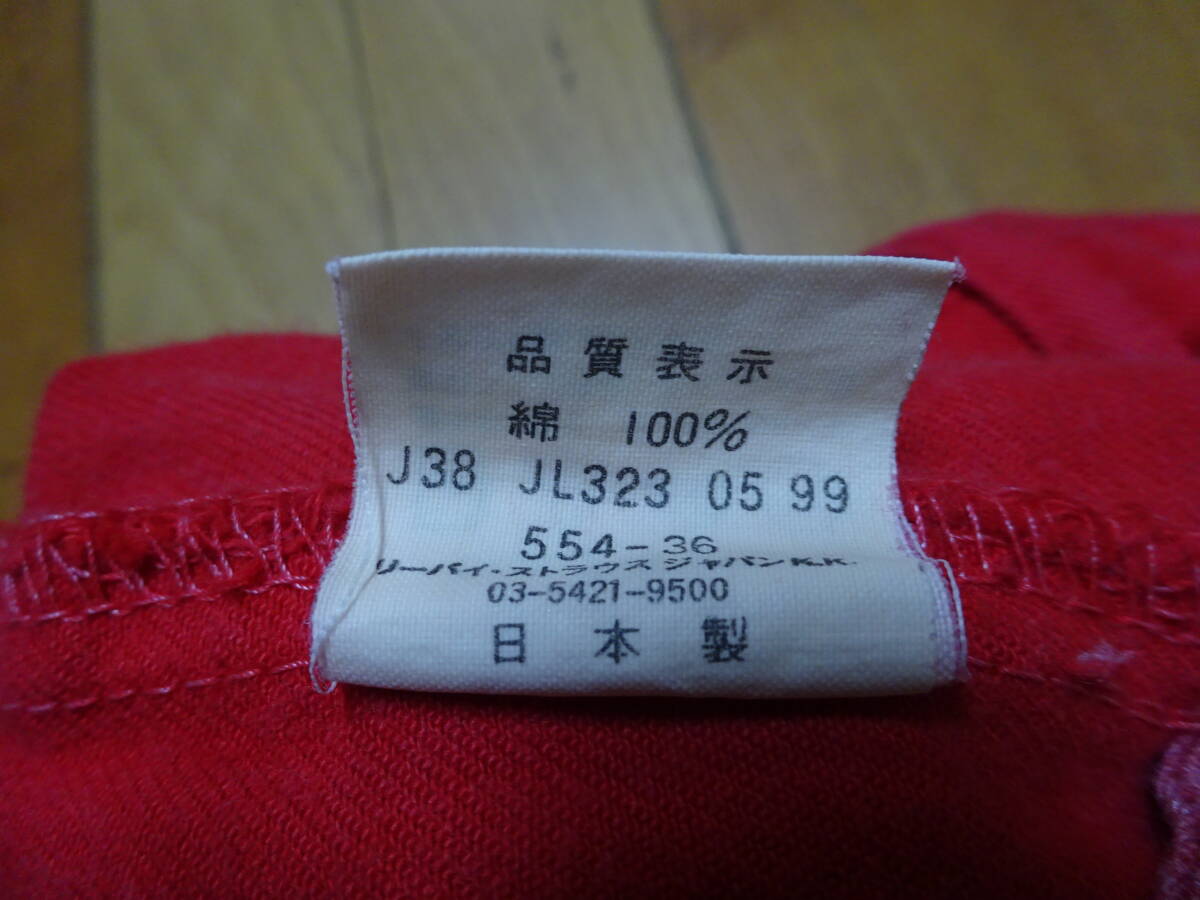 品質表示
綿 100%
J38 JL323 05 99
554-36
リーバイ・ストラウス ジャパンK.K.
03-5421-9500
日本製